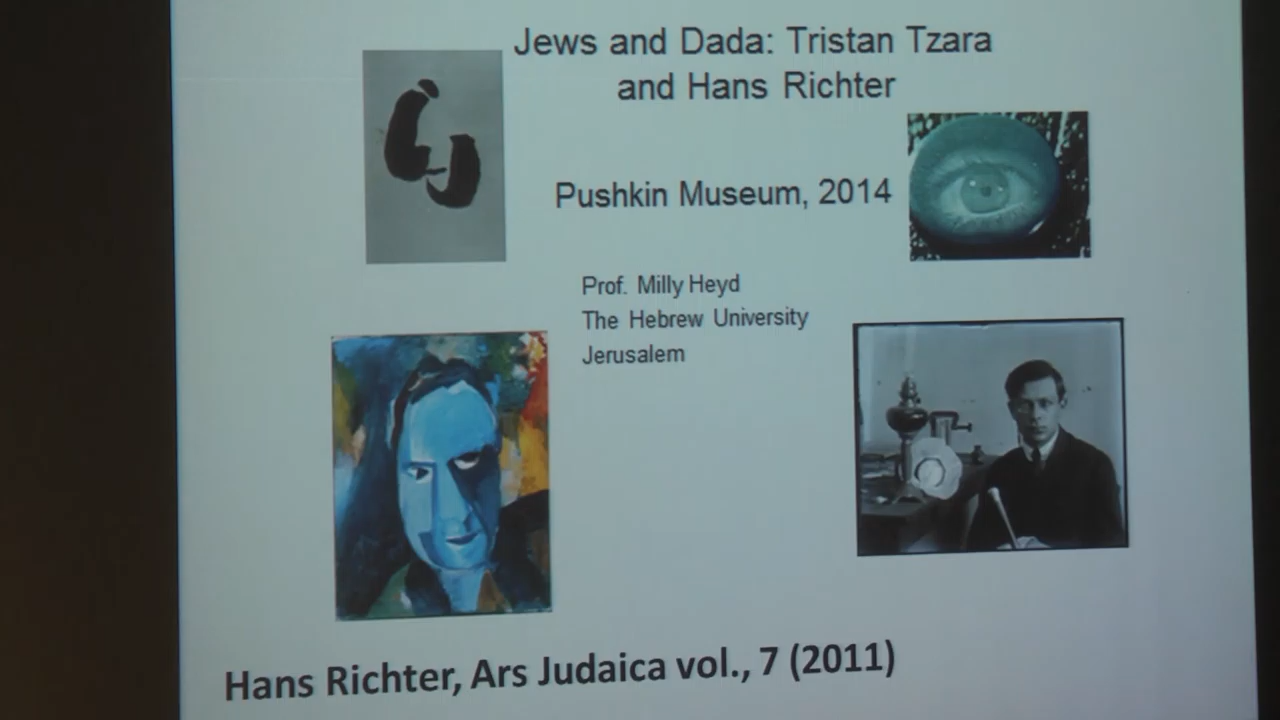 Jews and Dada: Tristan Tzara
and Hans Richter
Pushkin Museum, 2014
Prof. Milly Heyd
The Hebrew University
Jerusalem
Hans Richter, Ars Judaica vol., 7 (2011)